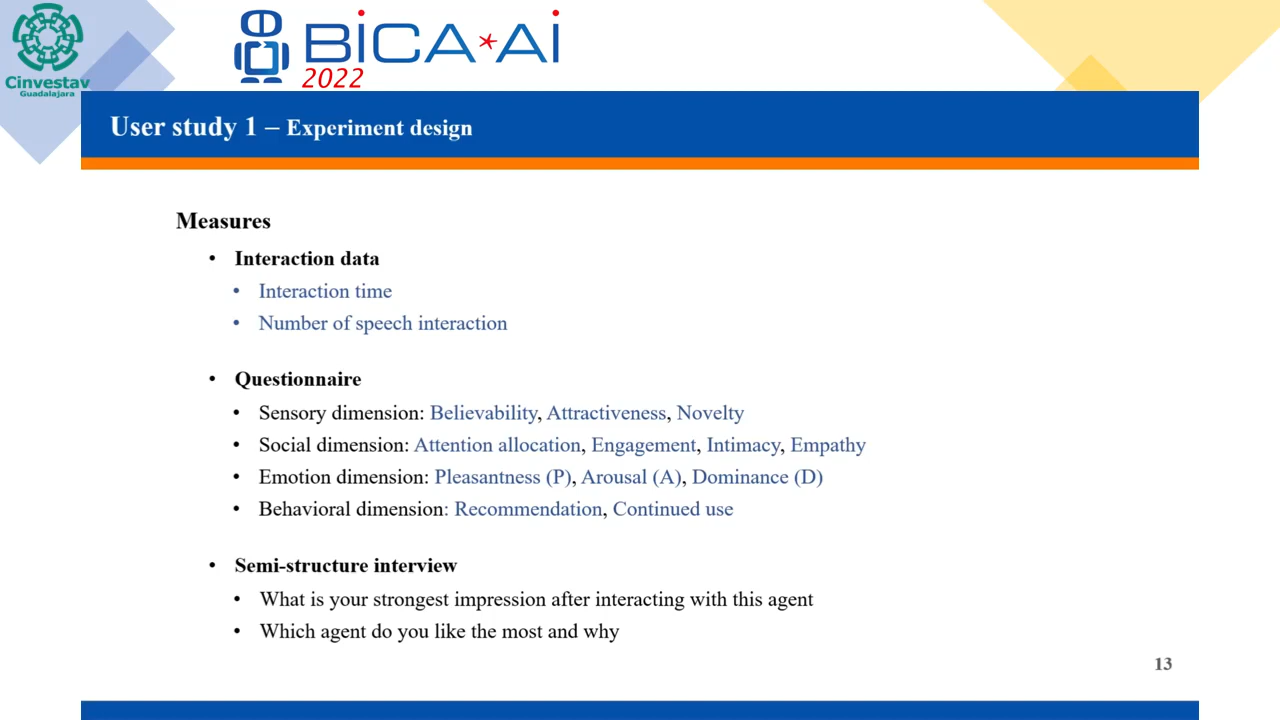 Cinvestav
Guadalajara
BiCA*Ai
2022
User study 1 – Experiment design
Measures
• Interaction data
• Interaction time
• Number of speech interaction
• Questionnaire
• Sensory dimension: Believability, Attractiveness, Novelty
• Social dimension: Attention allocation, Engagement, Intimacy, Empathy
• Emotion dimension: Pleasantness (P), Arousal (A), Dominance (D)
• Behavioral dimension: Recommendation, Continued use
• Semi-structure interview
• What is your strongest impression after interacting with this agent
• Which agent do you like the most and why
13